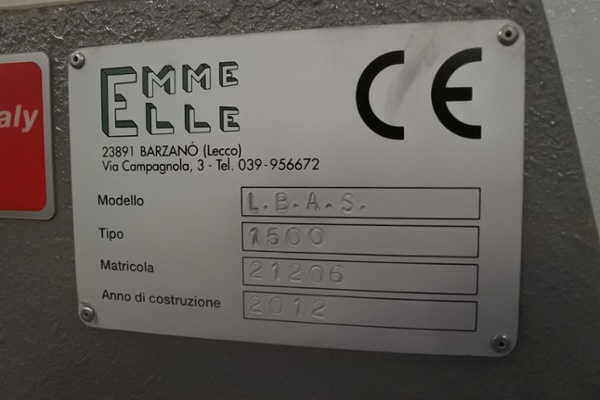 aly
EMME
ELLE
CE
23891 BARZANÓ (Lecco)
Via Campagnola, 3 - Tel. 039-956672
Modello L.B.A.S.
Tipo 1500
Matricola 21206
Anno di costruzione 2012